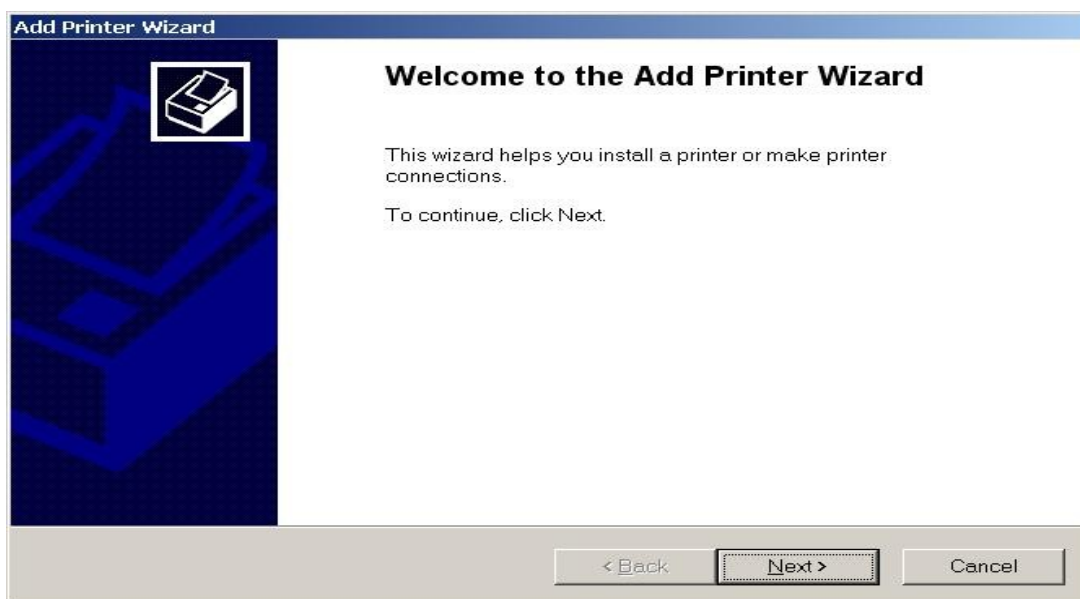 Add Printer Wizard
Welcome to the Add Printer Wizard
This wizard helps you install a printer or make printer
connections.
To continue, click Next.
< Back Next > Cancel